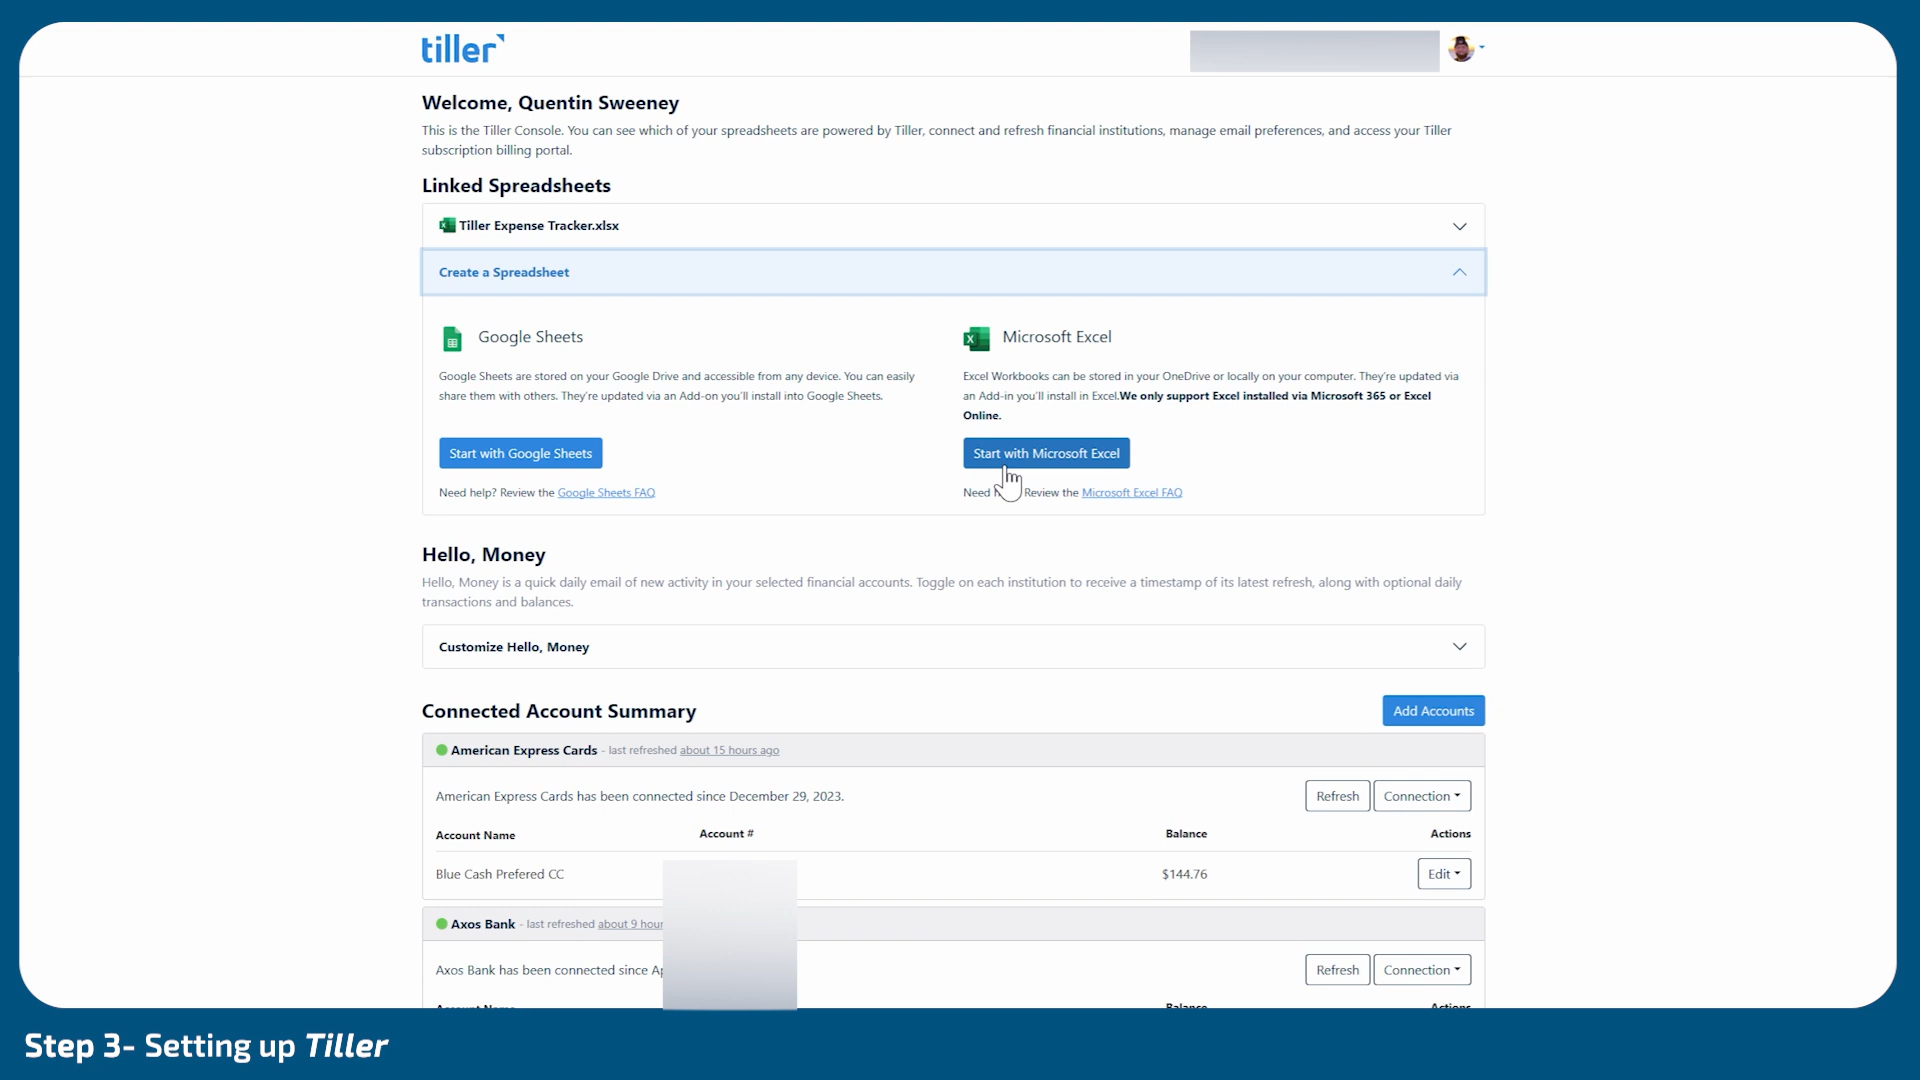 tiller
Welcome, Quentin Sweeney
This is the Tiller Console. You can see which of your spreadsheets are powered by Tiller, connect and refresh financial institutions, manage email preferences, and access your Tiller
subscription billing portal.
Linked Spreadsheets
Tiller Expense Tracker.xlsx
Create a Spreadsheet
Google Sheets
Google Sheets are stored on your Google Drive and accessible from any device. You can easily
share them with others. They're updated via an Add-on you'll install into Google Sheets.
Start with Google Sheets
Need help? Review the Google Sheets FAQ
Microsoft Excel
Excel Workbooks can be stored in your OneDrive or locally on your computer. They're updated via
an Add-in you'll install in Excel.We only support Excel installed via Microsoft 365 or Excel
Online.
Start with Microsoft Excel
Need Review the Microsoft Excel FAQ
Hello, Money
Hello, Money is a quick daily email of new activity in your selected financial accounts. Toggle on each institution to receive a timestamp of its latest refresh, along with optional daily
transactions and balances.
Customize Hello, Money
Connected Account Summary
Add Accounts
American Express Cards - last refreshed about 15 hours ago
American Express Cards has been connected since December 29, 2023.
Refresh Connection
Account Name Account # Balance Actions
Blue Cash Prefered CC $144.76 Edit
Axos Bank - last refreshed about 9 hour
Axos Bank has been connected since Ap
Refresh Connection
Account Name Balance Actions
Step 3- Setting up Tiller